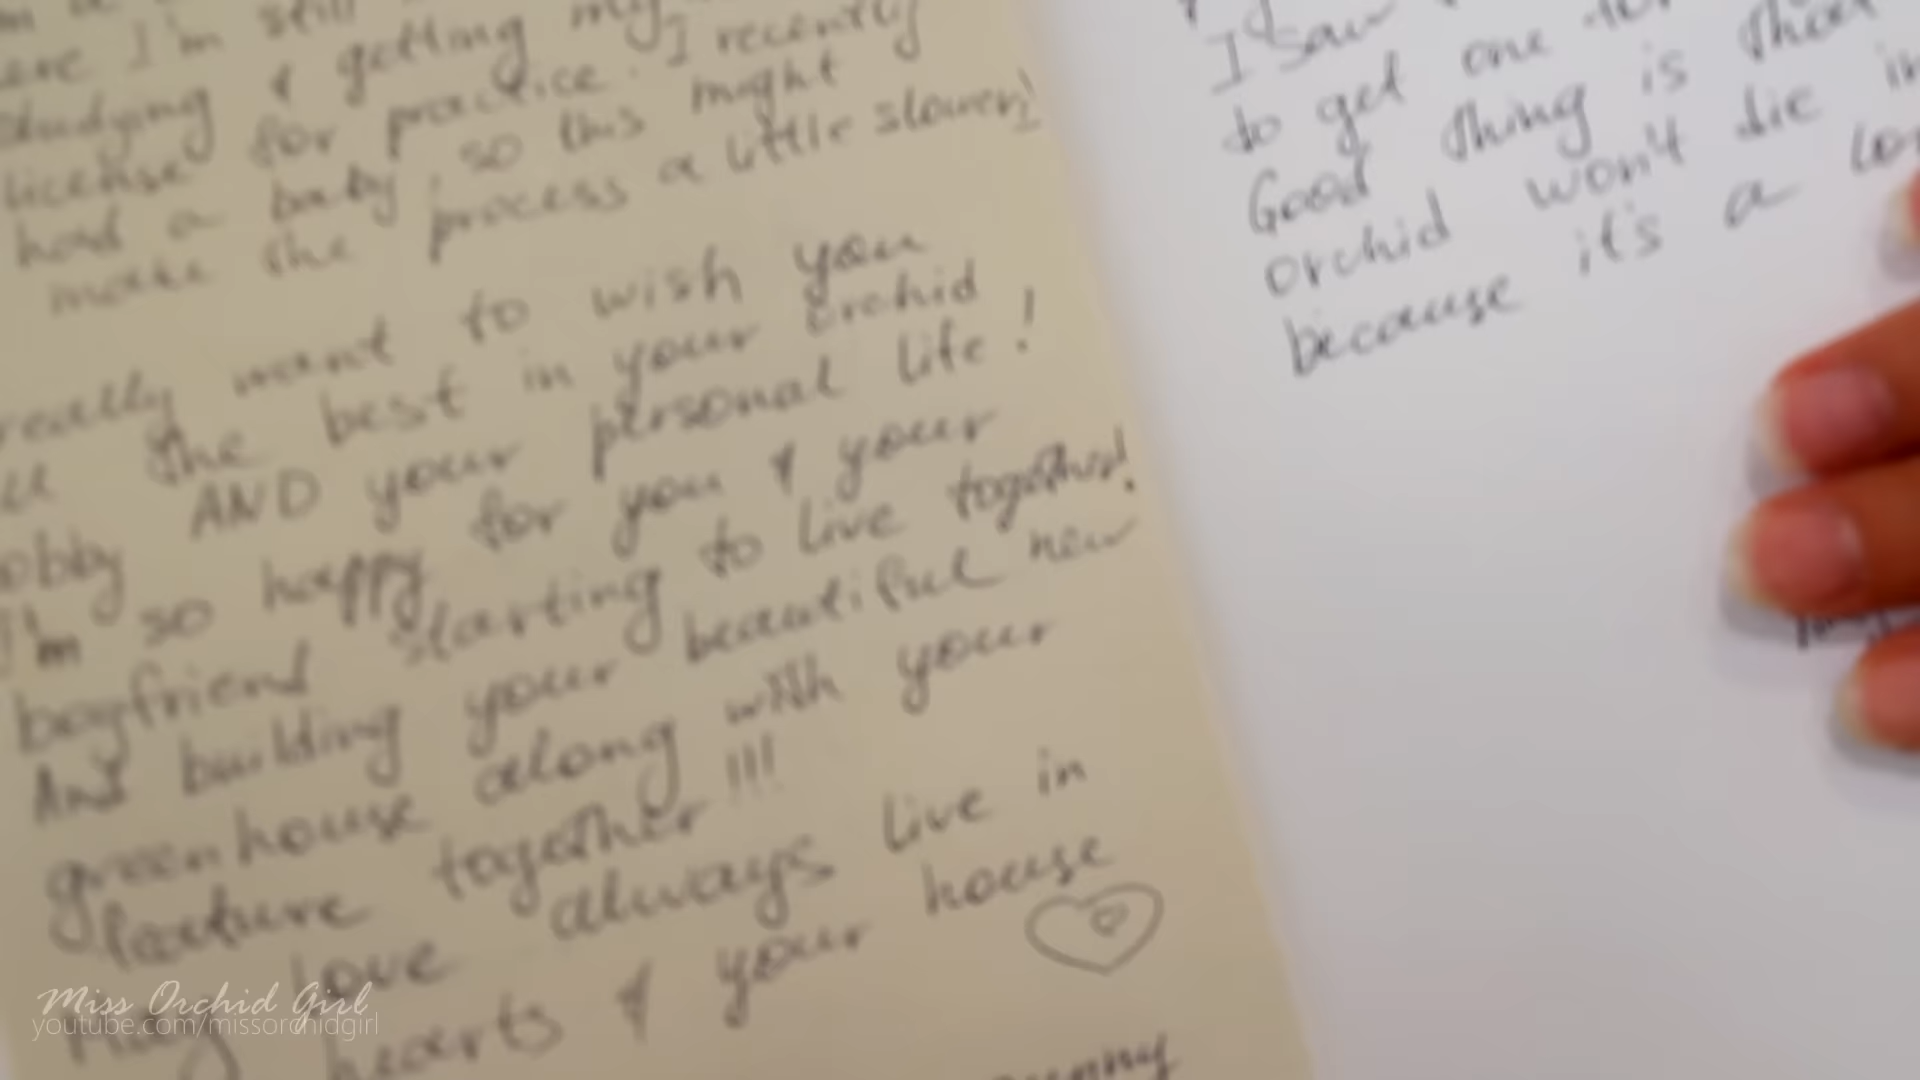 I'm still
studying & getting my
license for practice. I recently
had a baby, so this might
make the process a little slower!
really want to wish you
the best in your orchid
AND your personal life!
I'm so happy for you & your
boyfriend starting to live together!
And building your beautiful new
greenhouse along with your
together!!!
May love always live in
hearts & your house
I saw
to get one
Good thing is
orchid won't die in
because it's a
Miss Orchid Girl
youtube.com/missorchidgirl